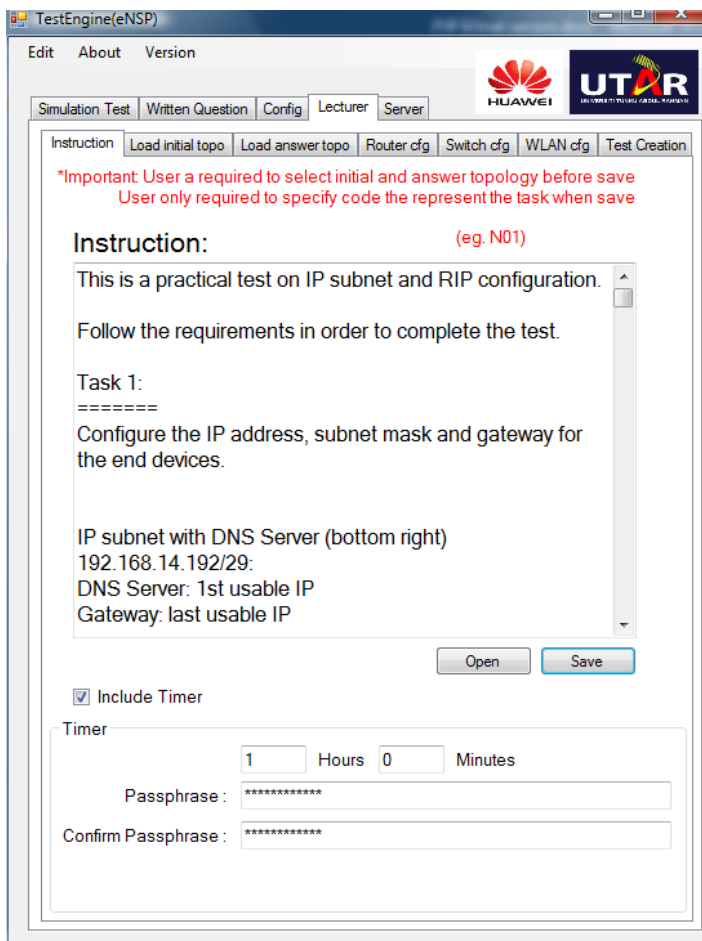 TestEngine(eNSP)
Edit About Version
HUAWEI
UTAR
UNIVERSITI TUNKU ABDUL RAHMAN
Simulation Test Written Question Config Lecturer Server
Instruction Load initial topo Load answer topo Router cfg Switch cfg WLAN cfg Test Creation
*Important: User a required to select initial and answer topology before save
User only required to specify code the represent the task when save
Instruction: (eg. N01)
This is a practical test on IP subnet and RIP configuration.
Follow the requirements in order to complete the test.
Task 1:
=======
Configure the IP address, subnet mask and gateway for
the end devices.
IP subnet with DNS Server (bottom right)
192.168.14.192/29:
DNS Server: 1st usable IP
Gateway: last usable IP
Open Save
Include Timer
Timer
1 Hours 0 Minutes
Passphrase : ************
Confirm Passphrase : ************